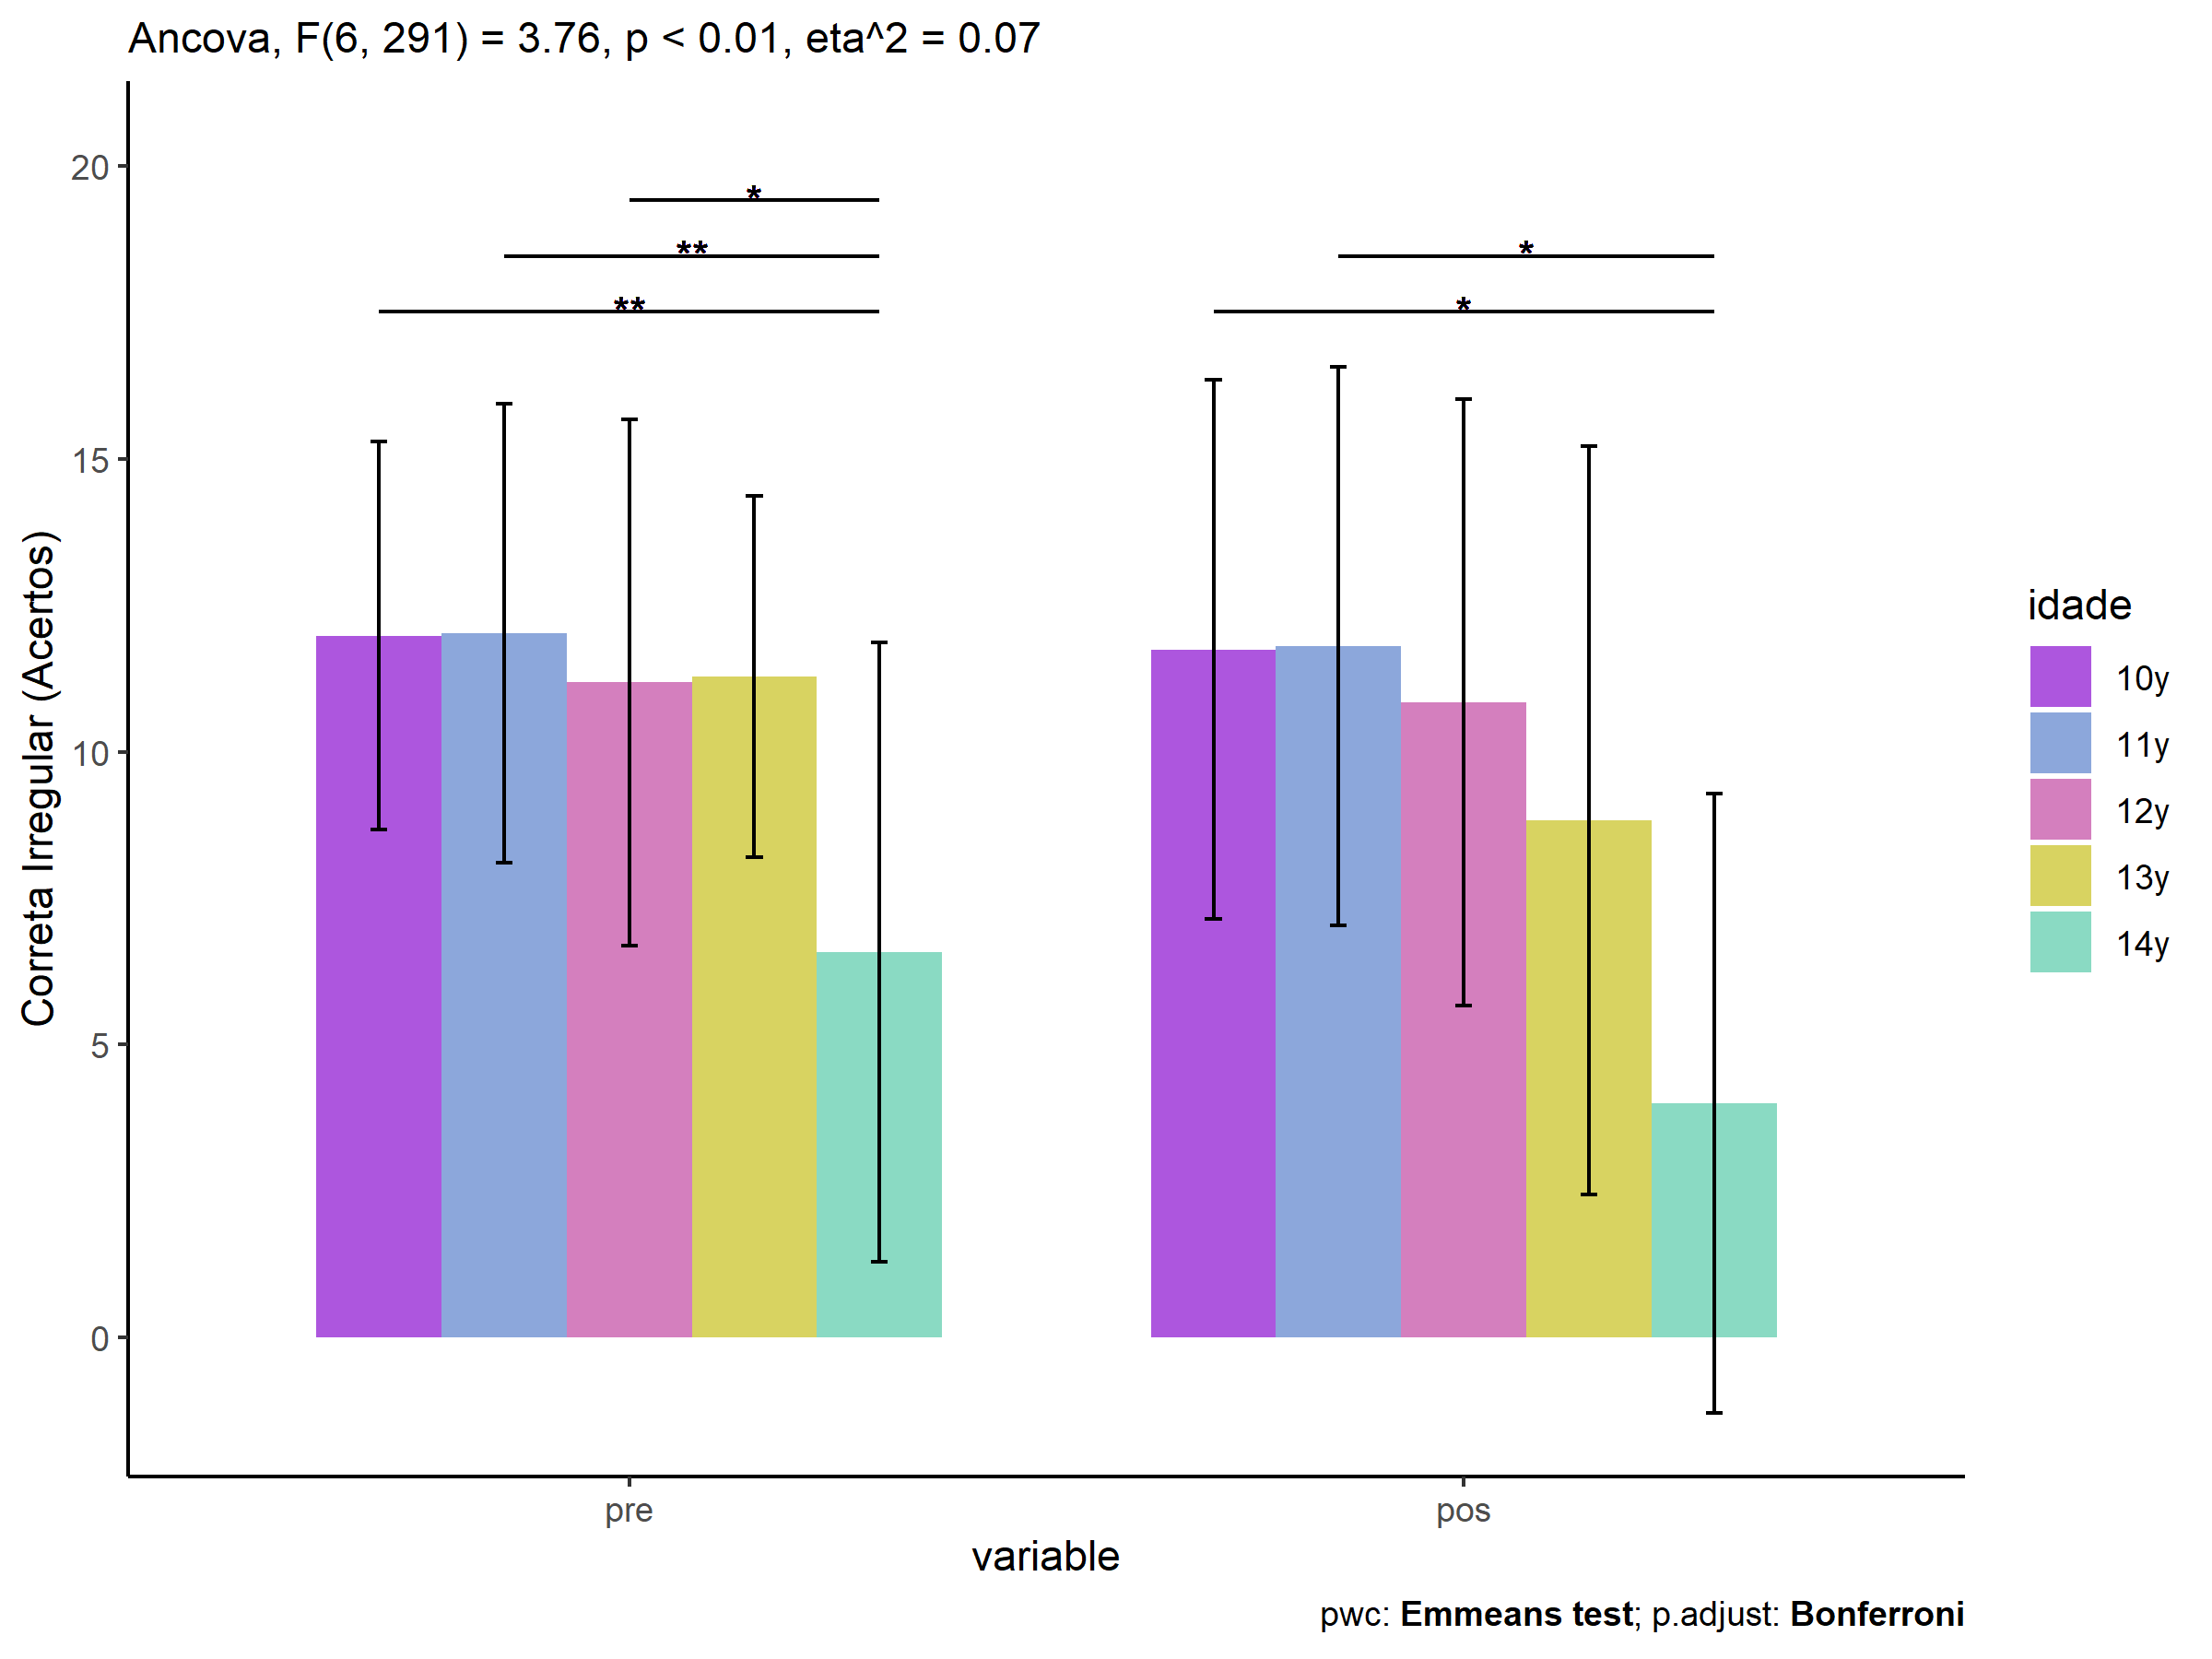 Ancova, F(6, 291) = 3.76, p < 0.01, eta^2 = 0.07
Correta Irregular (Acertos)
20
15
10
5
0
*
**
**
*
*
pre
pos
variable
idade
10y
11y
12y
13y
14y
pwc: Emmeans test; p.adjust: Bonferroni